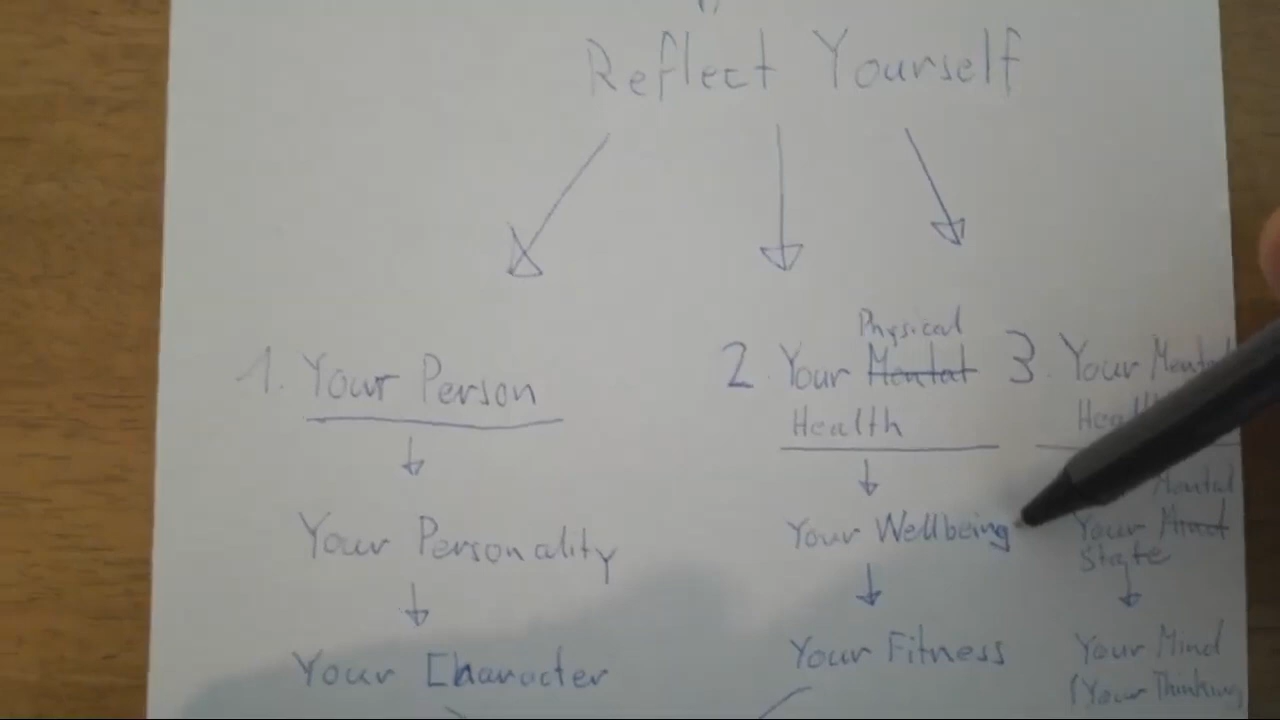 Reflect Yourself
1. Your Person
Your Personality
Your Character
Physical
2. Your Mental
Health
Your Wellbeing
Your Fitness
3. Your Mental
Mental
Your Mind
State
Your Mind
(Your Thinking,